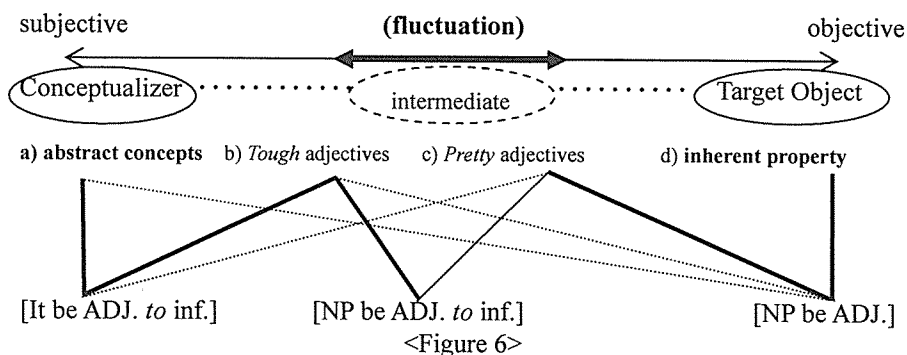 subjective (fluctuation) objective
Conceptualizer intermediate Target Object
a) abstract concepts b) Tough adjectives c) Pretty adjectives d) inherent property
[It be ADJ. to inf.] [NP be ADJ. to inf.] [NP be ADJ.]
<Figure 6>